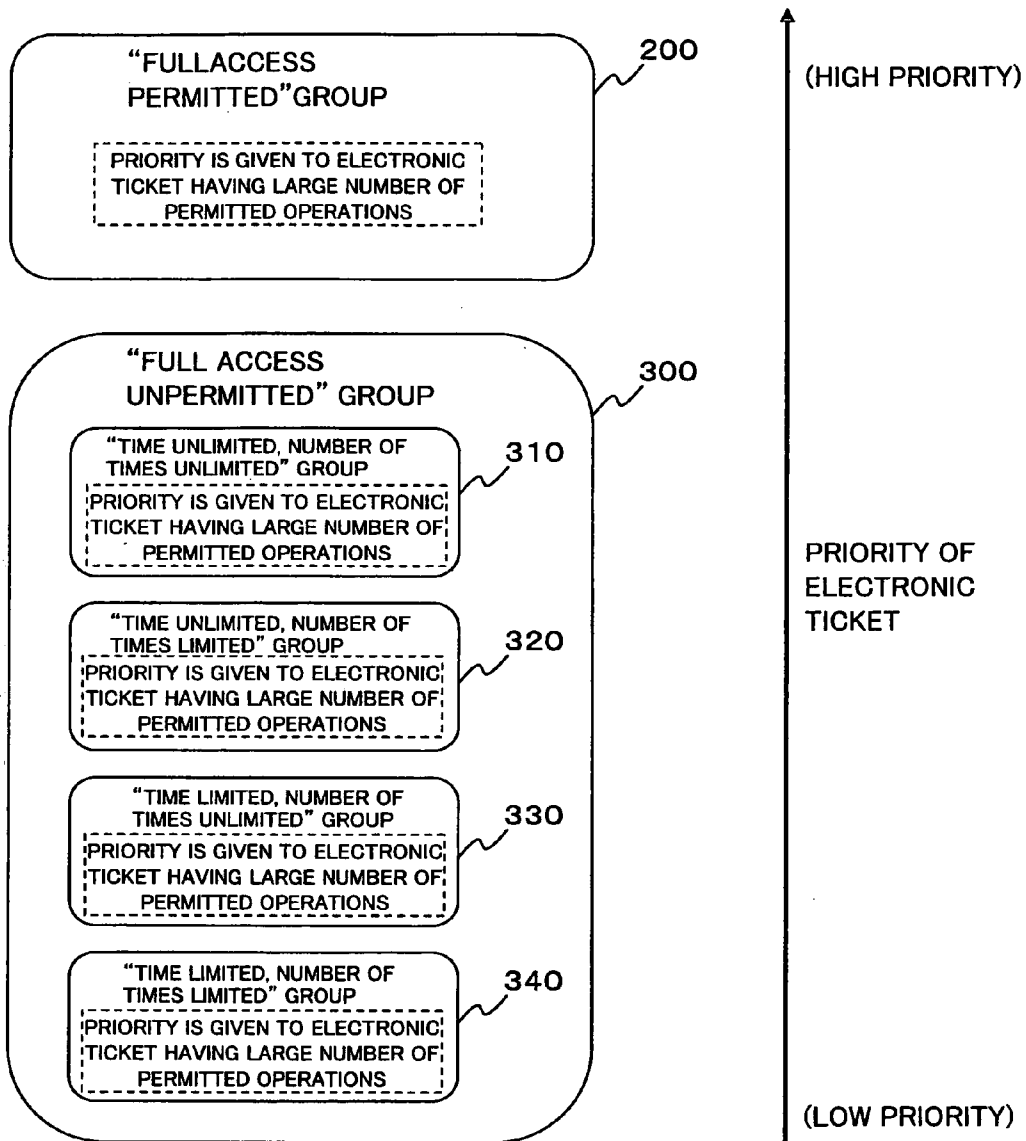 “FULLACCESS
PERMITTED”GROUP
200
PRIORITY IS GIVEN TO ELECTRONIC
TICKET HAVING LARGE NUMBER OF
PERMITTED OPERATIONS
“FULL ACCESS
UNPERMITTED” GROUP
300
“TIME UNLIMITED, NUMBER OF
TIMES UNLIMITED” GROUP
310
PRIORITY IS GIVEN TO ELECTRONIC
TICKET HAVING LARGE NUMBER OF
PERMITTED OPERATIONS
“TIME UNLIMITED, NUMBER OF
TIMES LIMITED” GROUP
320
PRIORITY IS GIVEN TO ELECTRONIC
TICKET HAVING LARGE NUMBER OF
PERMITTED OPERATIONS
“TIME LIMITED, NUMBER OF
TIMES UNLIMITED” GROUP
330
PRIORITY IS GIVEN TO ELECTRONIC
TICKET HAVING LARGE NUMBER OF
PERMITTED OPERATIONS
“TIME LIMITED, NUMBER OF
TIMES LIMITED” GROUP
340
PRIORITY IS GIVEN TO ELECTRONIC
TICKET HAVING LARGE NUMBER OF
PERMITTED OPERATIONS
(HIGH PRIORITY)
PRIORITY OF
ELECTRONIC
TICKET
(LOW PRIORITY)